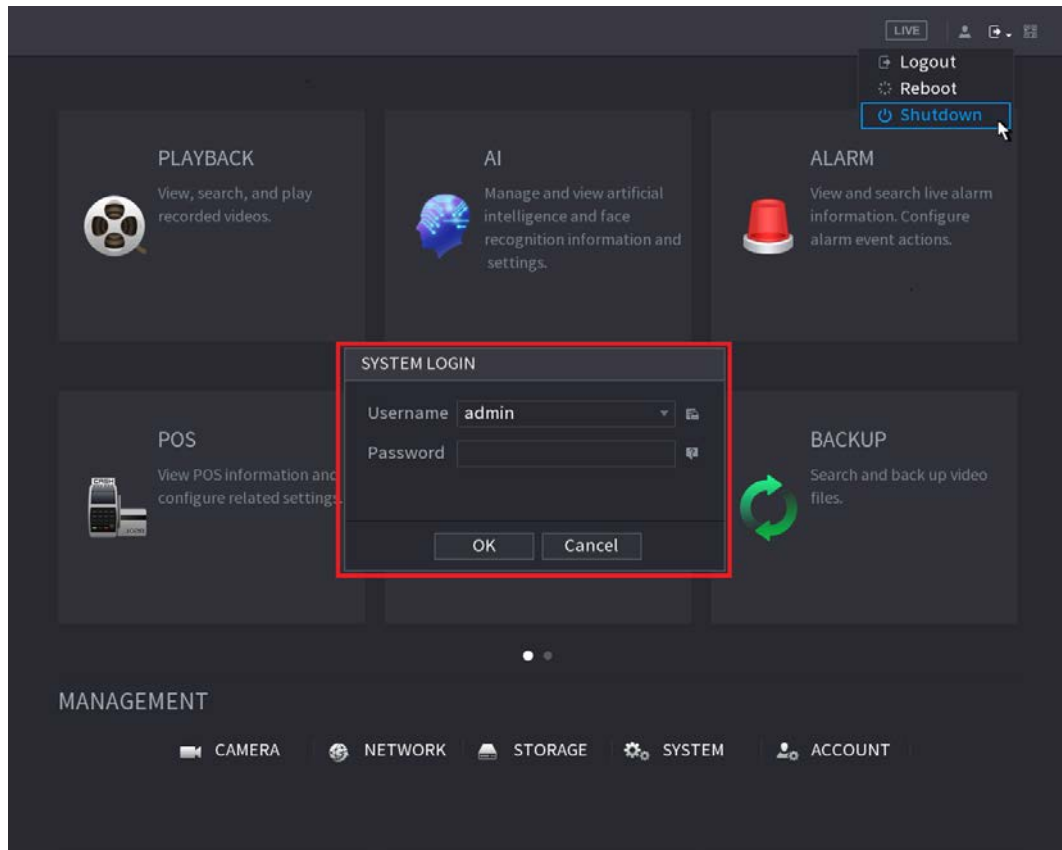 LIVE
Logout
Reboot
Shutdown
PLAYBACK
View, search, and play
recorded videos.
AI
Manage and view artificial
intelligence and face
recognition information and
settings.
ALARM
View and search live alarm
information. Configure
alarm event actions.
SYSTEM LOGIN
Username admin
Password
OK Cancel
POS
View POS information and
configure related settings.
BACKUP
Search and back up video
files.
MANAGEMENT
CAMERA NETWORK STORAGE SYSTEM ACCOUNT